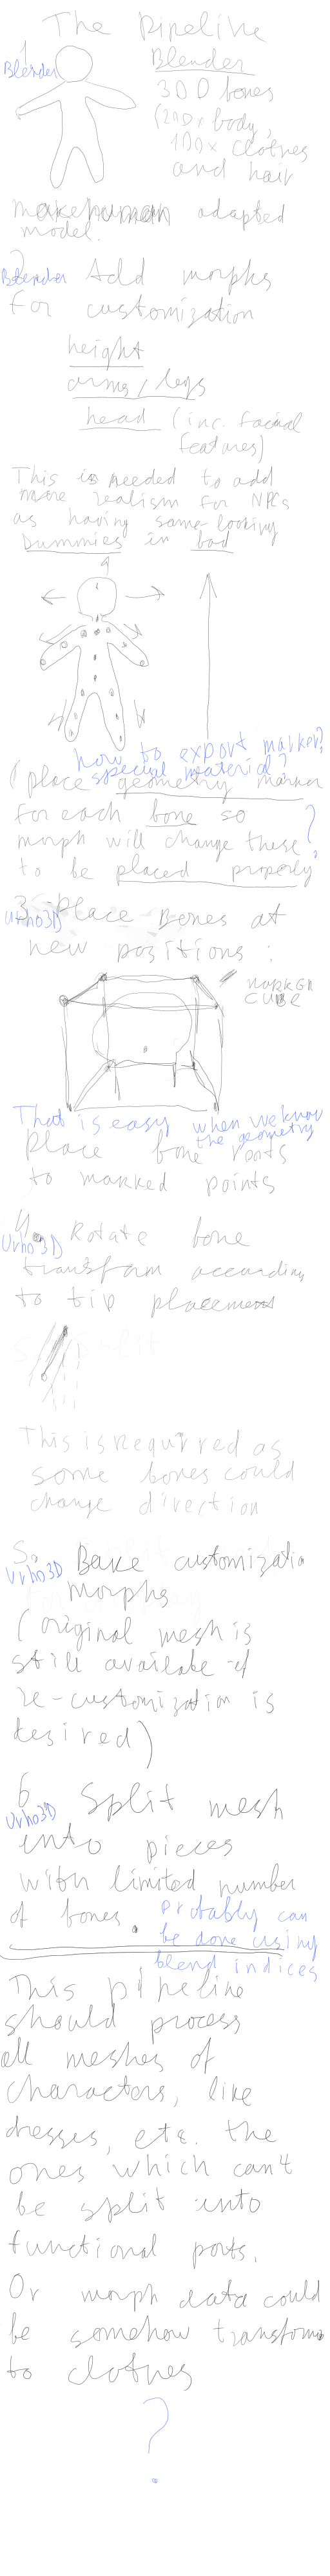 The Pipeline
1
Blender
Blender
300 bones
(200x body,
100x clothes
and hair
makehuman adapted
model.
2
Blender Add morphs
for customization
height
arms/legs
head (inc. facial
features)
This is needed to add
more realism for NPCs
as having same-looking
dummies is bad
how to export marker?
special material?
(place geometry marker
for each bone so
morph will change these
to be placed properly
?
3 Place Bones at
Urho3D
new positions:
MARKER
CUBE
That is easy when we know
the geometry
Place bone roots
to marked points
4. Rotate bone
Urho3D
transform according
to tip placement
5 split
This is required as
some bones could
change direction
5. Bake customization
Urho3D
morphs
(original mesh is
still available if
re-customization is
desired)
6 Split mesh
Urho3D
into pieces
with limited number
of bones.
Probably can
be done using
blend indices
This pipeline
should process
all meshes of
characters, like
dresses, etc. the
ones which can't
be split into
functional parts.
Or morph data could
be somehow transform
to clothes
?